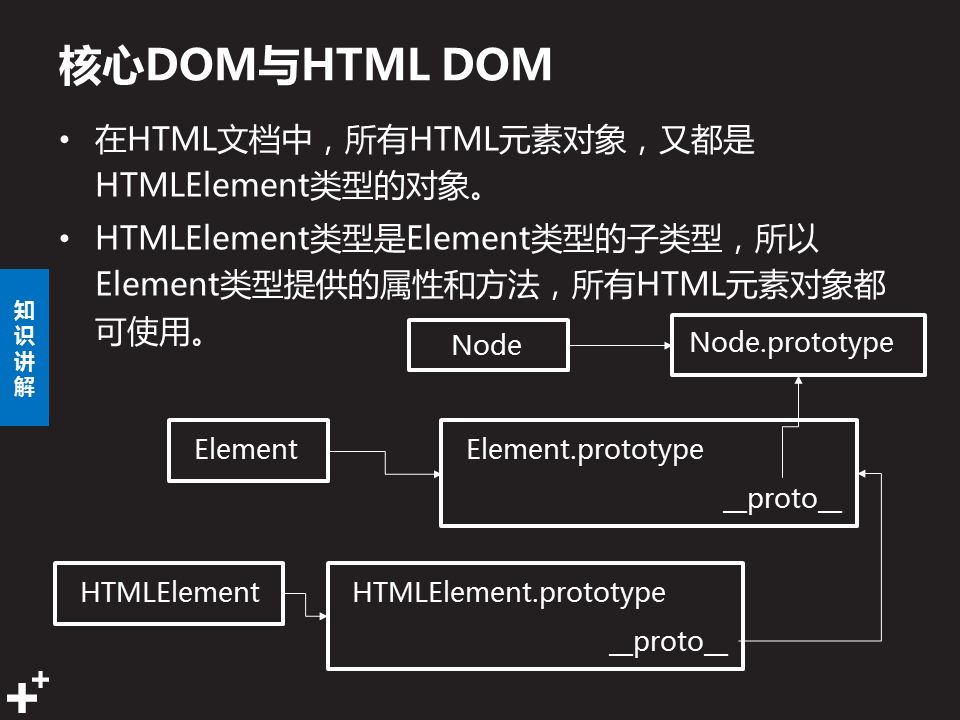 核心DOM与HTML DOM
• 在HTML文档中，所有HTML元素对象，又都是
HTMLElement类型的对象。
• HTMLElement类型是Element类型的子类型，所以
Element类型提供的属性和方法，所有HTML元素对象都
可使用。
知
识
讲
解
Node
Node.prototype
Element
Element.prototype
__proto__
HTMLElement
HTMLElement.prototype
__proto__